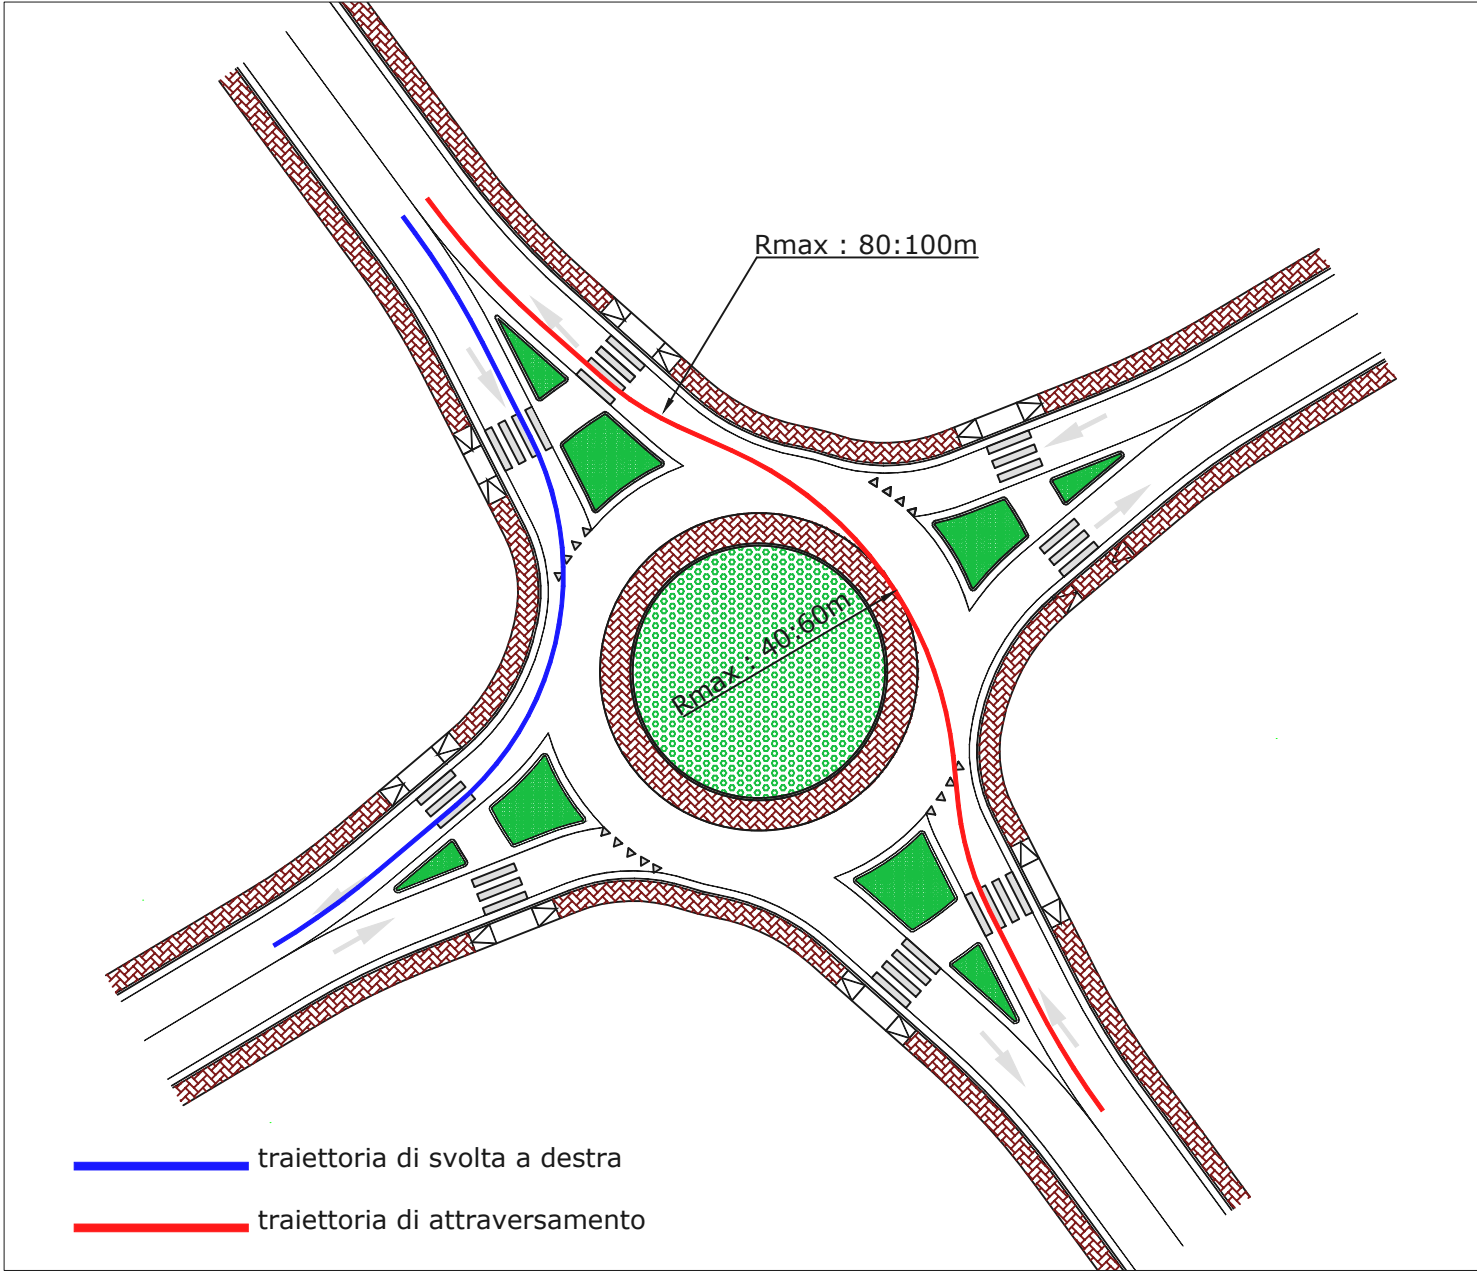 Rmax : 80:100m
Rmax : 40:60m
traiettoria di svolta a destra
traiettoria di attraversamento